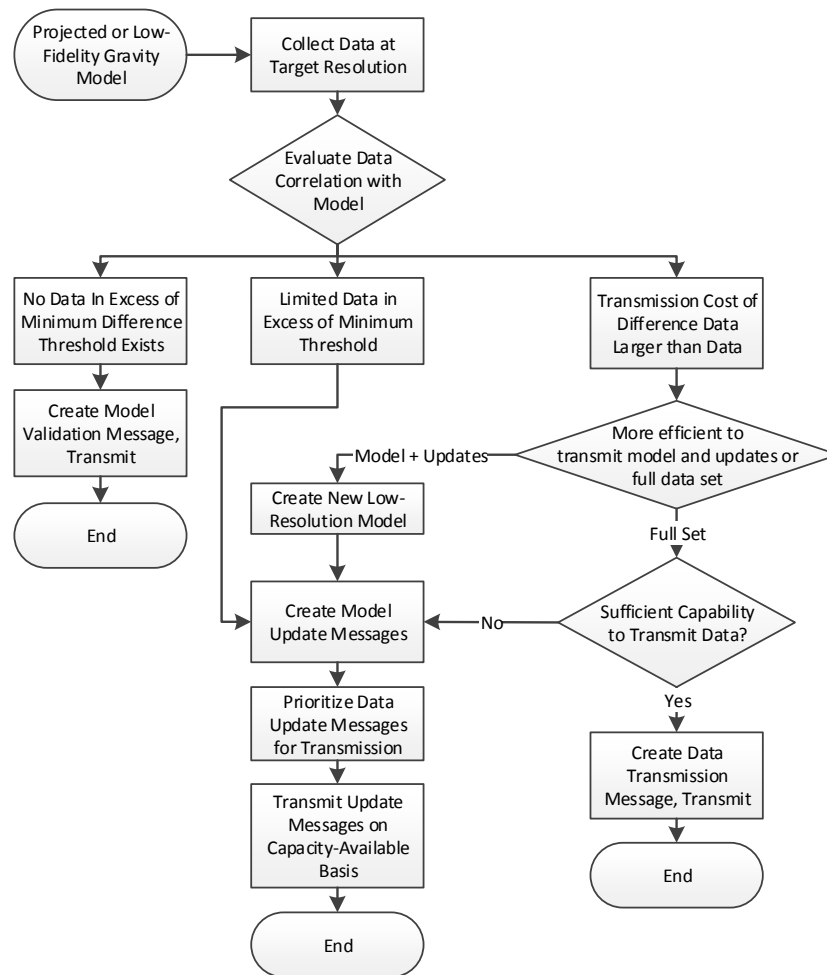 Projected or Low-
Fidelity Gravity
Model
Collect Data at
Target Resolution
Evaluate Data
Correlation with
Model
No Data In Excess of
Minimum Difference
Threshold Exists
Limited Data in
Excess of Minimum
Threshold
Transmission Cost of
Difference Data
Larger than Data
Create Model
Validation Message,
Transmit
End
More efficient to
transmit model and updates or
full data set
Model + Updates
Create New Low-
Resolution Model
Full Set
Create Model
Update Messages
No
Sufficient Capability
to Transmit Data?
Yes
Prioritize Data
Update Messages
for Transmission
Create Data
Transmission
Message, Transmit
Transmit Update
Messages on
Capacity-Available
Basis
End
End